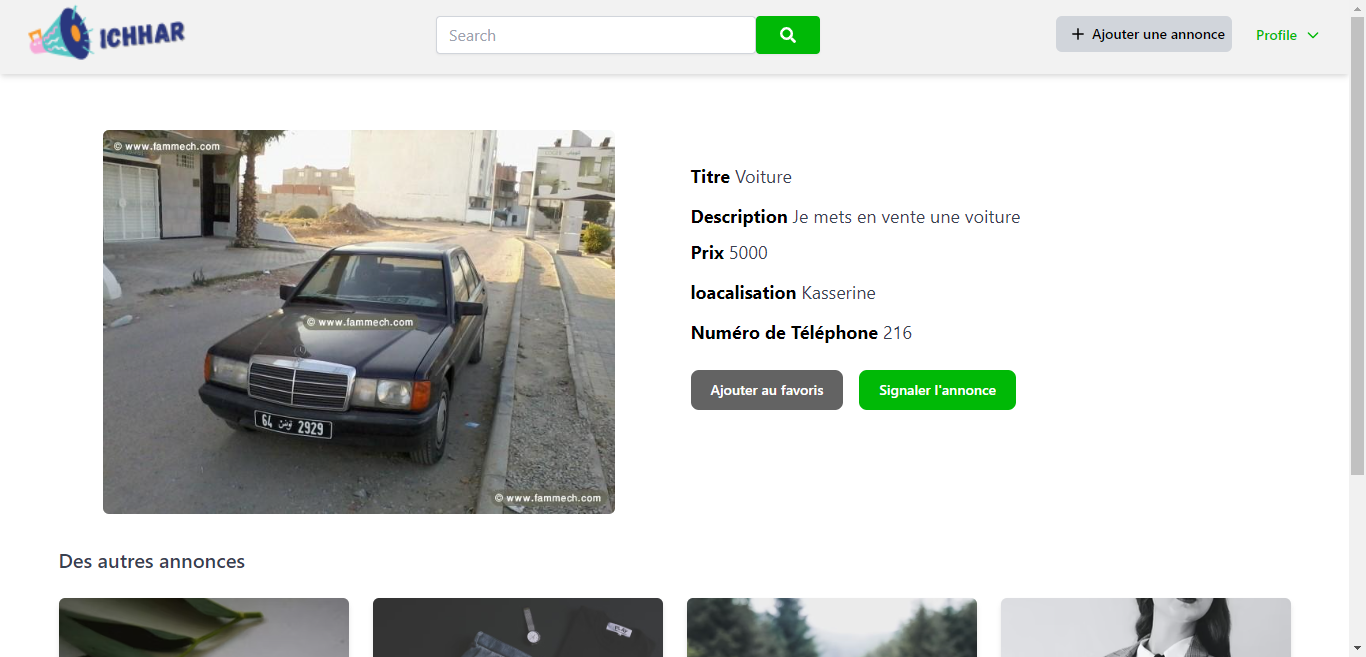 ICHHAR
Search
Ajouter une annonce
Profile
© www.fammech.com
© www.fammech.com
64 تونس 2929
© www.fammech.com
Titre Voiture
Description Je mets en vente une voiture
Prix 5000
loacalisation Kasserine
Numéro de Téléphone 216
Ajouter au favoris
Signaler l'annonce
Des autres annonces